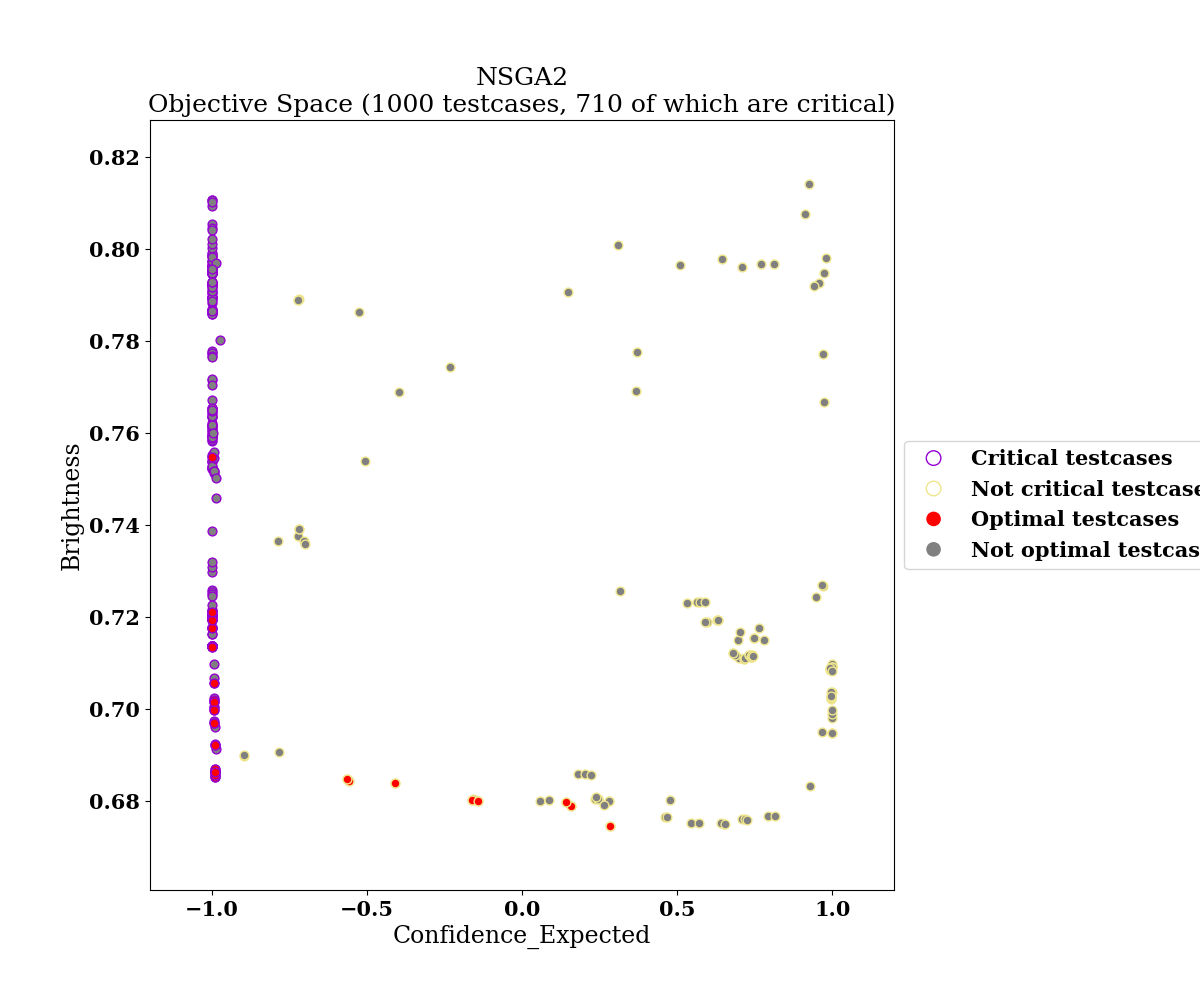 NSGA2
Objective Space (1000 testcases, 710 of which are critical)
0.82
0.80
0.78
0.76
0.74
0.72
0.70
0.68
Brightness
−1.0
−0.5
0.0
0.5
1.0
Confidence_Expected
Critical testcases
Not critical testcase
Optimal testcases
Not optimal testcas